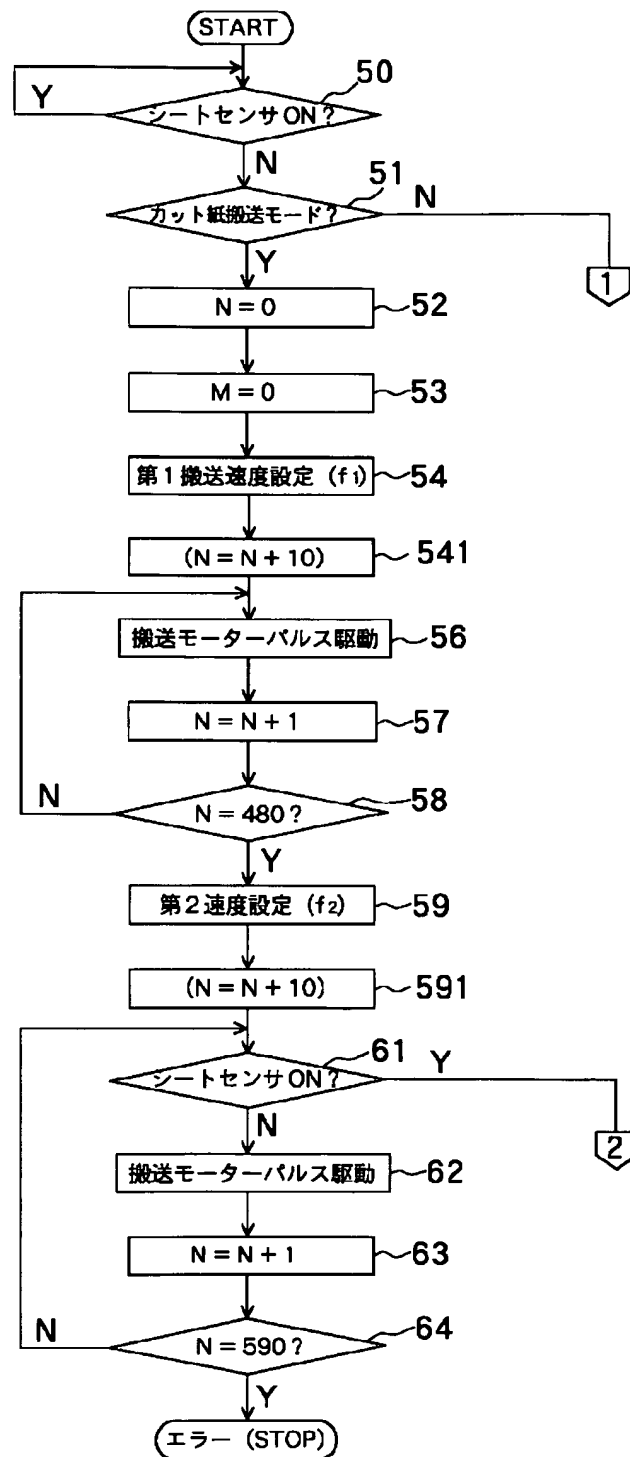 START
50
シートセンサON?
Y
N
51
カット紙搬送モード?
N
Y
1
N=0
52
M=0
53
第1搬送速度設定 (f1)
54
(N=N+10)
541
搬送モーターパルス駆動
56
N=N+1
57
N
58
N=480?
Y
第2速度設定 (f2)
59
(N=N+10)
591
61
シートセンサON?
Y
N
2
搬送モーターパルス駆動
62
N=N+1
63
N
64
N=590?
Y
エラー (STOP)